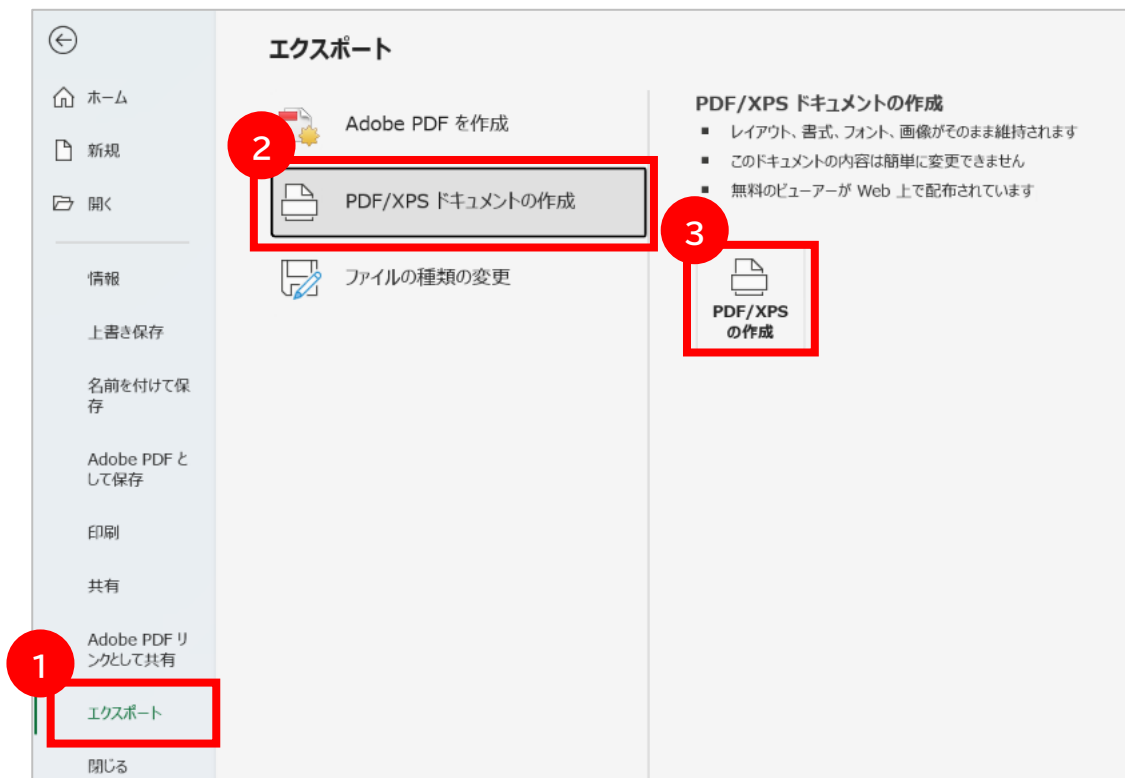 エクスポート
ホーム
新規
開く
情報
上書き保存
名前を付けて保
存
Adobe PDF と
して保存
印刷
共有
Adobe PDF リ
ンクとして共有
1
エクスポート
閉じる
Adobe PDF を作成
2
PDF/XPS ドキュメントの作成
ファイルの種類の変更
PDF/XPS ドキュメントの作成
▪ レイアウト、書式、フォント、画像がそのまま維持されます
▪ このドキュメントの内容は簡単に変更できません
▪ 無料のビューアーが Web 上で配布されています
3
PDF/XPS
の作成